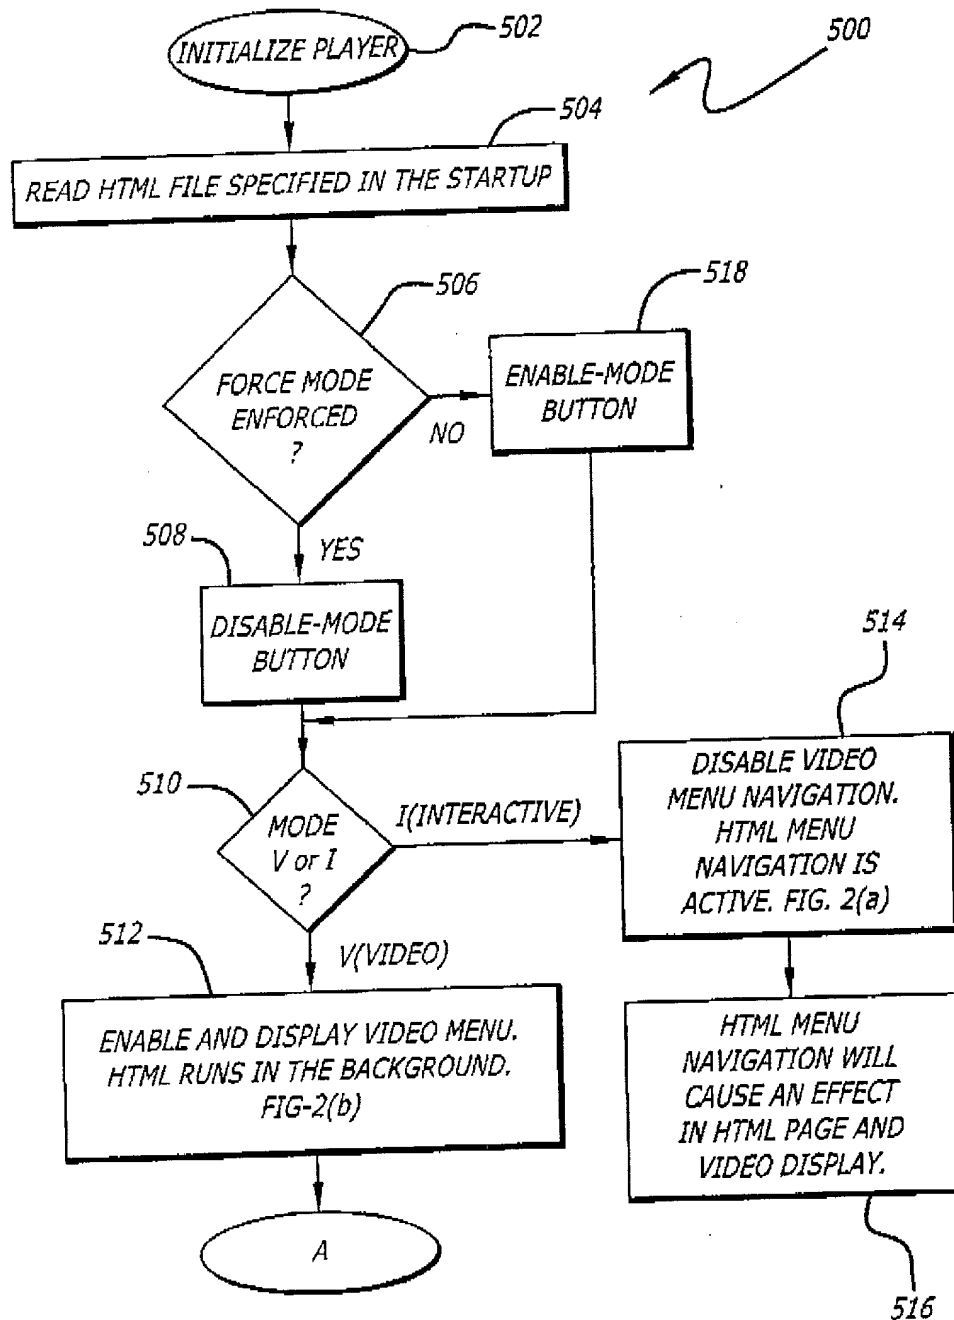 INITIALIZE PLAYER
502
500
504
READ HTML FILE SPECIFIED IN THE STARTUP
506
518
FORCE MODE
ENFORCED
?
NO
ENABLE-MODE
BUTTON
YES
508
DISABLE-MODE
BUTTON
514
510
MODE
V or I
?
I(INTERACTIVE)
DISABLE VIDEO
MENU NAVIGATION.
HTML MENU
NAVIGATION IS
ACTIVE. FIG. 2(a)
512
V(VIDEO)
ENABLE AND DISPLAY VIDEO MENU.
HTML RUNS IN THE BACKGROUND.
FIG-2(b)
HTML MENU
NAVIGATION WILL
CAUSE AN EFFECT
IN HTML PAGE AND
VIDEO DISPLAY.
A
516